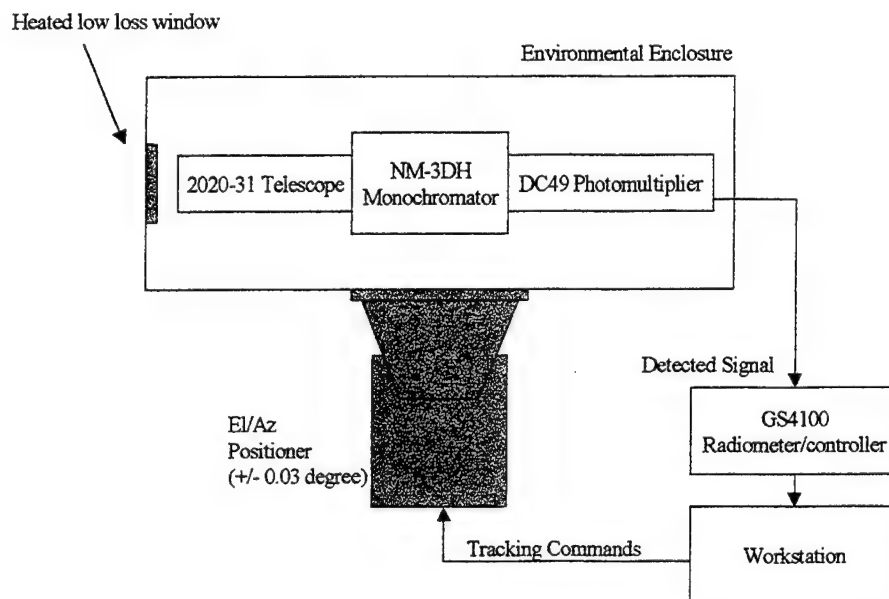 Heated low loss window
Environmental Enclosure
2020-31 Telescope
NM-3DH
Monochromator
DC49 Photomultiplier
Detected Signal
GS4100
Radiometer/controller
El/Az
Positioner
(+/- 0.03 degree)
Tracking Commands
Workstation